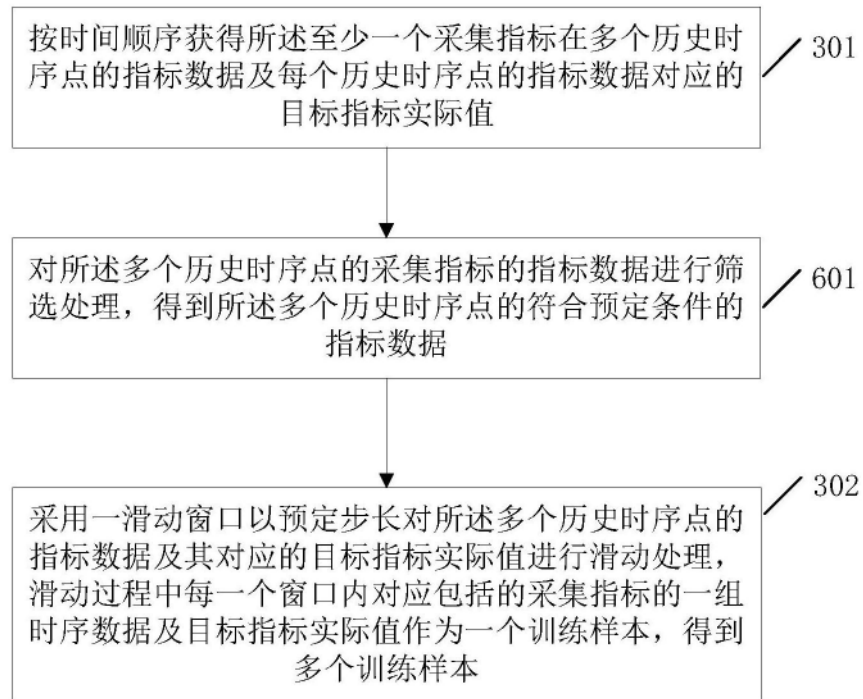 按时间顺序获得所述至少一个采集指标在多个历史时
序点的指标数据及每个历史时序点的指标数据对应的
目标指标实际值
301
对所述多个历史时序点的采集指标的指标数据进行筛
选处理，得到所述多个历史时序点的符合预定条件的
指标数据
601
采用一滑动窗口以预定步长对所述多个历史时序点的
指标数据及其对应的目标指标实际值进行滑动处理，
滑动过程中每一个窗口内对应包括的采集指标的一组
时序数据及目标指标实际值作为一个训练样本，得到
多个训练样本
302